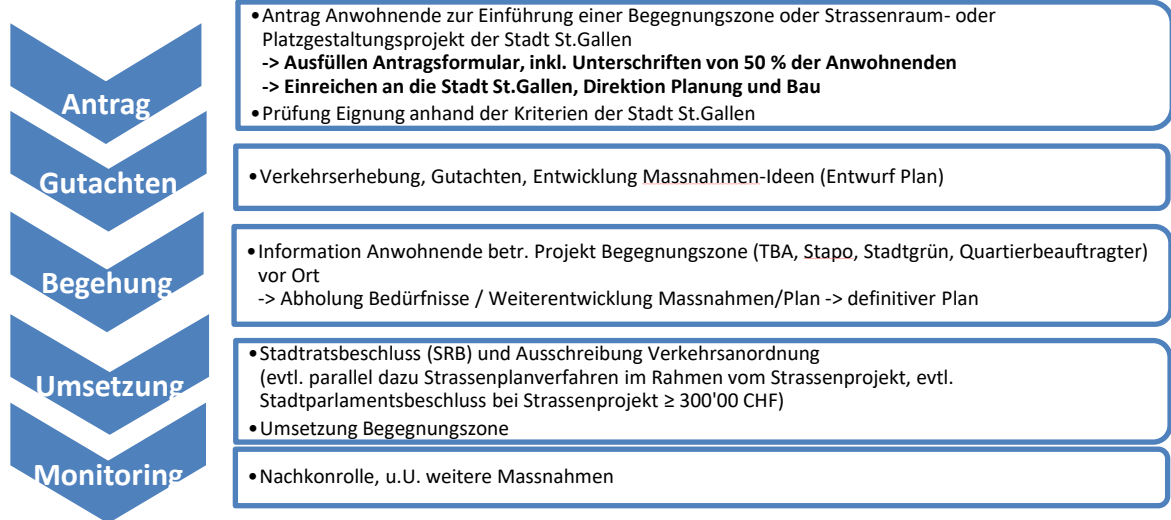 Antrag
•Antrag Anwohnende zur Einführung einer Begegnungszone oder Strassenraum- oder
Platzgestaltungsprojekt der Stadt St.Gallen
-> Ausfüllen Antragsformular, inkl. Unterschriften von 50 % der Anwohnenden
-> Einreichen an die Stadt St.Gallen, Direktion Planung und Bau
•Prüfung Eignung anhand der Kriterien der Stadt St.Gallen
Gutachten
•Verkehrserhebung, Gutachten, Entwicklung Massnahmen-Ideen (Entwurf Plan)
Begehung
•Information Anwohnende betr. Projekt Begegnungszone (TBA, Stapo, Stadtgrün, Quartierbeauftragter)
vor Ort
-> Abholung Bedürfnisse / Weiterentwicklung Massnahmen/Plan -> definitiver Plan
Umsetzung
•Stadtratsbeschluss (SRB) und Ausschreibung Verkehrsanordnung
(evtl. parallel dazu Strassenplanverfahren im Rahmen vom Strassenprojekt, evtl.
Stadtparlamentsbeschluss bei Strassenprojekt ≥ 300'00 CHF)
•Umsetzung Begegnungszone
Monitoring
•Nachkonrolle, u.U. weitere Massnahmen